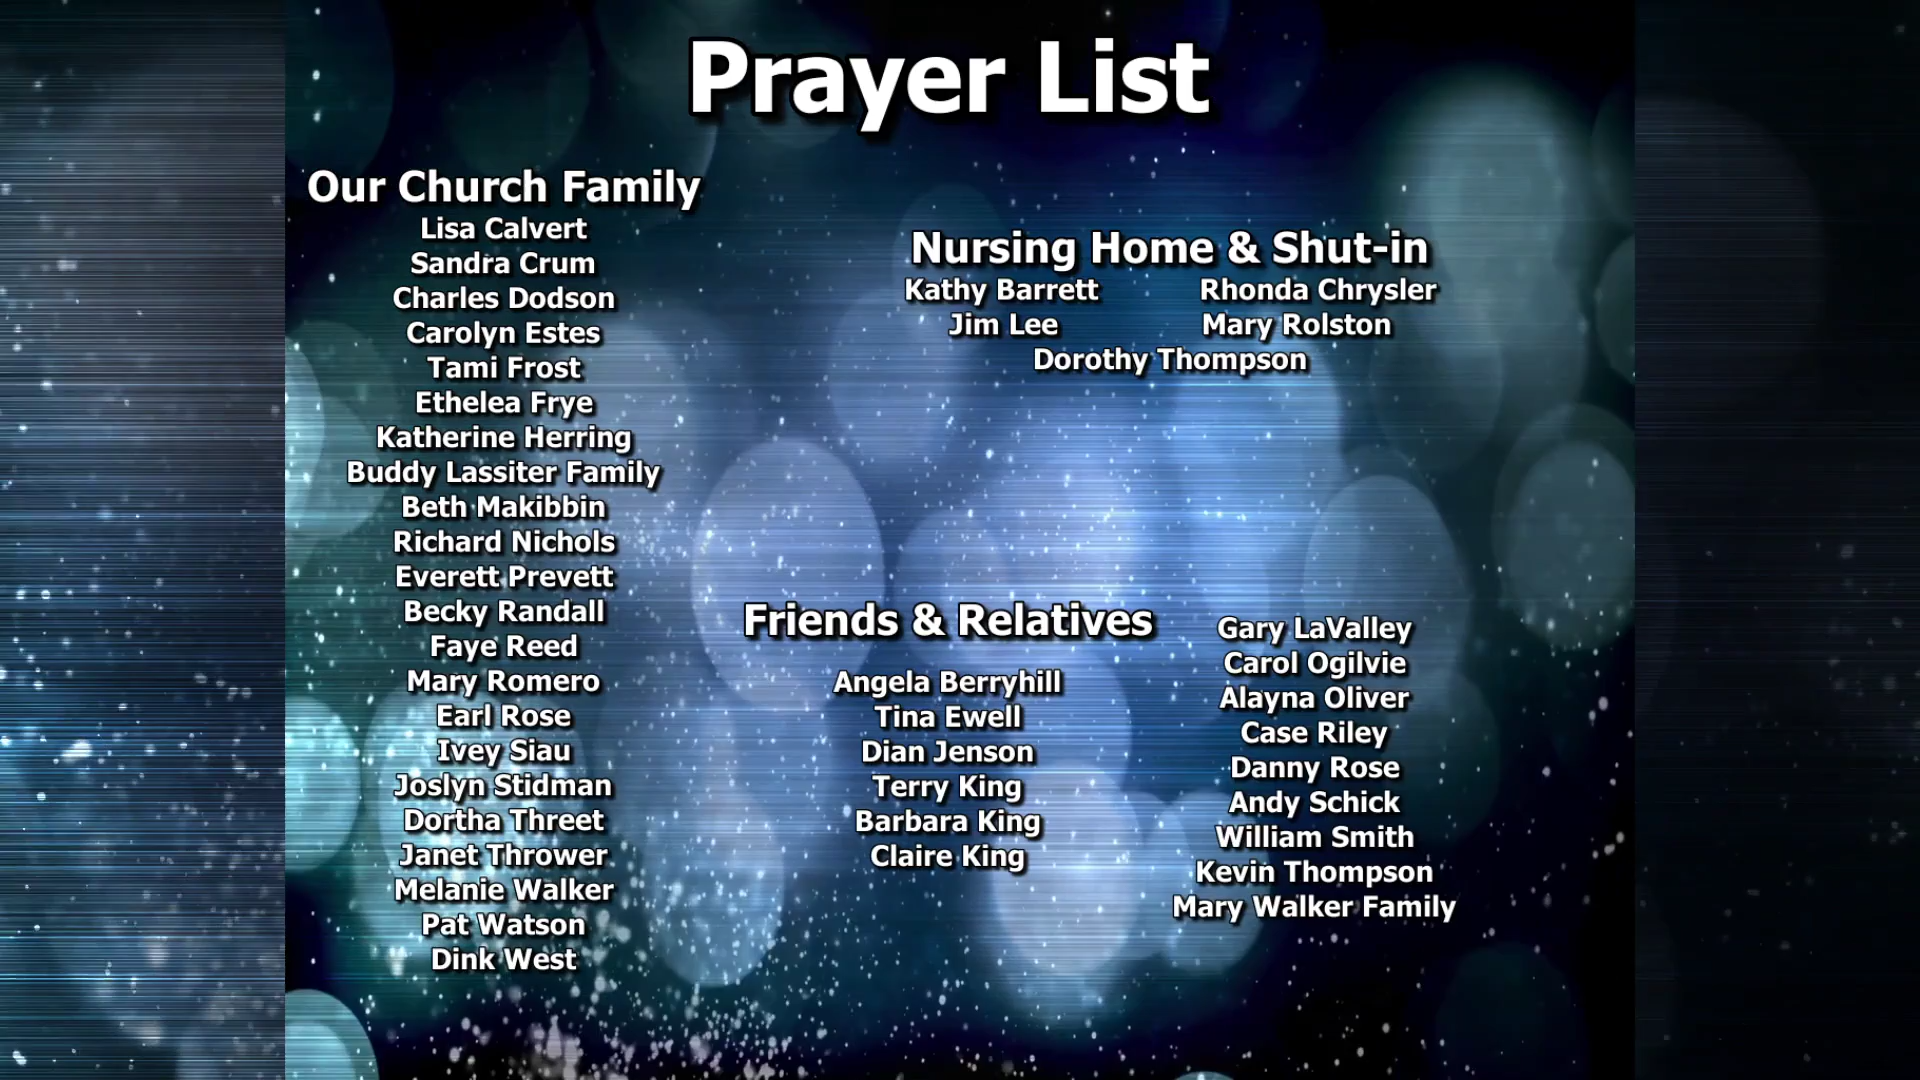 Prayer List
Our Church Family
Lisa Calvert
Sandra Crum
Charles Dodson
Carolyn Estes
Tami Frost
Ethelea Frye
Katherine Herring
Buddy Lassiter Family
Beth Makibbin
Richard Nichols
Everett Prevett
Becky Randall
Faye Reed
Mary Romero
Earl Rose
Ivey Siau
Joslyn Stidman
Dortha Threet
Janet Thrower
Melanie Walker
Pat Watson
Dink West
Nursing Home & Shut-in
Kathy Barrett Rhonda Chrysler
Jim Lee Mary Rolston
Dorothy Thompson
Friends & Relatives
Angela Berryhill
Tina Ewell
Dian Jenson
Terry King
Barbara King
Claire King
Gary LaValley
Carol Ogilvie
Alayna Oliver
Case Riley
Danny Rose
Andy Schick
William Smith
Kevin Thompson
Mary Walker Family